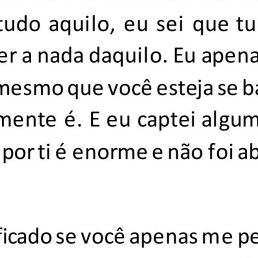 tudo aquilo, eu sei que tu
er a nada daquilo. Eu apena
mesmo que você esteja se ba
mente é. E eu captei algum
por ti é enorme e não foi ab
ficado se você apenas me pe